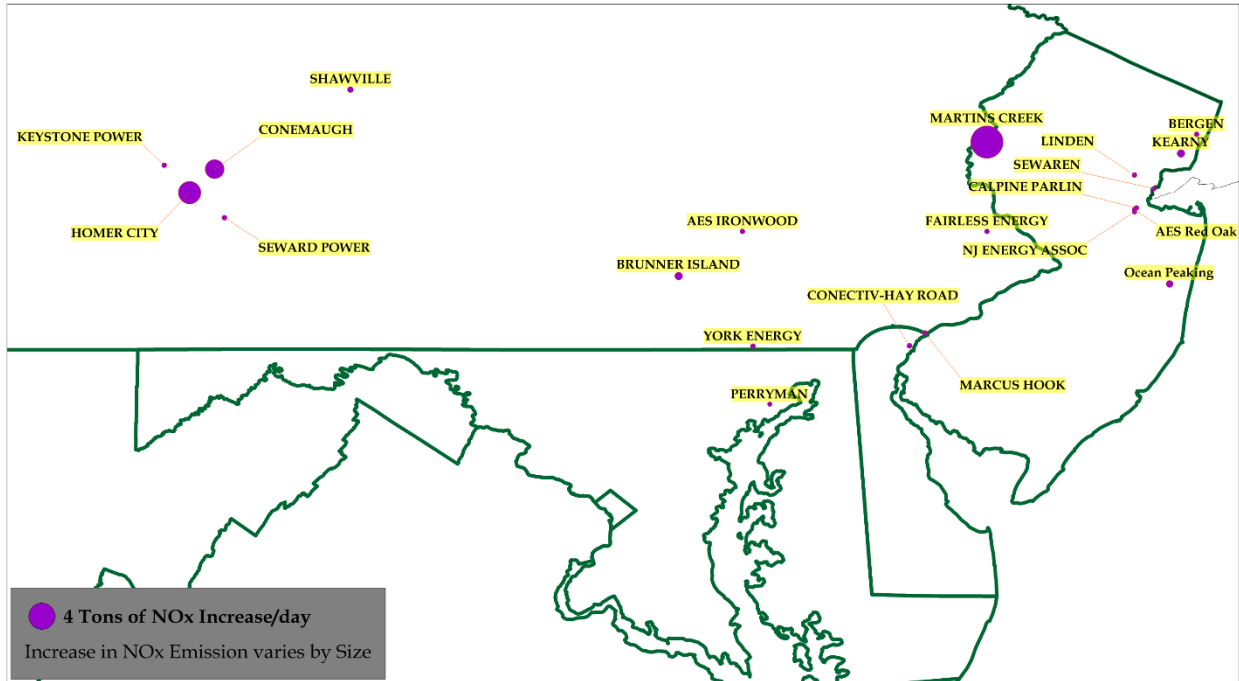 SHAWVILLE
MARTINS CREEK
BERGEN
KEYSTONE POWER
CONEMAUGH
LINDEN
KEARNY
SEWAREN
CALPINE PARLIN
HOMER CITY
SEWARD POWER
AES IRONWOOD
FAIRLESS ENERGY
AES Red Oak
NJ ENERGY ASSOC
BRUNNER ISLAND
Ocean Peaking
CONECTIV-HAY ROAD
YORK ENERGY
MARCUS HOOK
PERRYMAN
4 Tons of NOx Increase/day
Increase in NOx Emission varies by Size